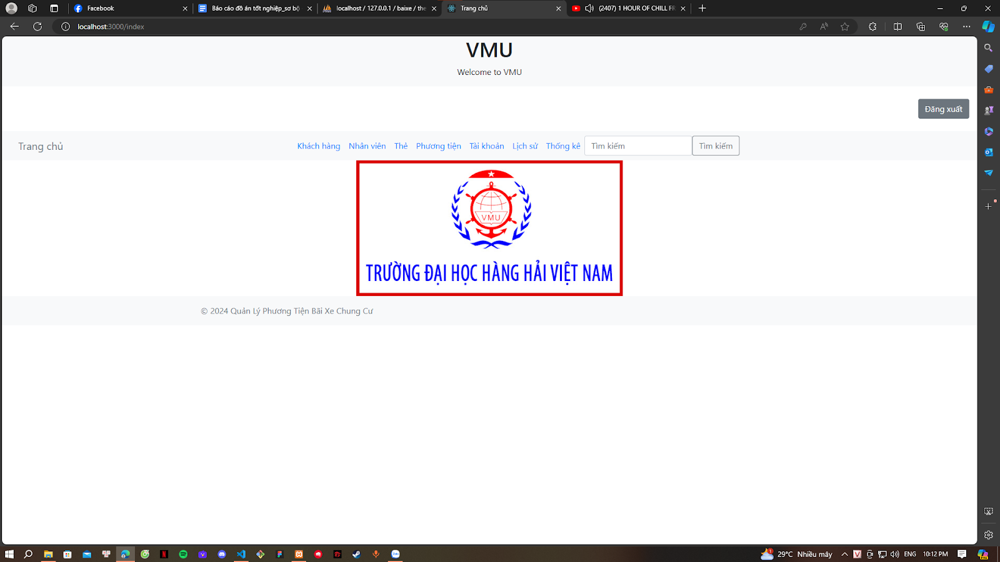 Facebook
Báo cáo đồ án tốt nghiệp_sơ bộ
localhost / 127.0.0.1 / baixe / the
Trang chủ
(2407) 1 HOUR OF CHILL FR
localhost:3000/index
VMU
Welcome to VMU
Đăng xuất
Trang chủ Khách hàng Nhân viên Thẻ Phương tiện Tài khoản Lịch sử Thống kê Tìm kiếm Tìm kiếm
VMU
TRƯỜNG ĐẠI HỌC HÀNG HẢI VIỆT NAM
© 2024 Quản Lý Phương Tiện Bãi Xe Chung Cư
29°C Nhiều mây ENG 10:12 PM